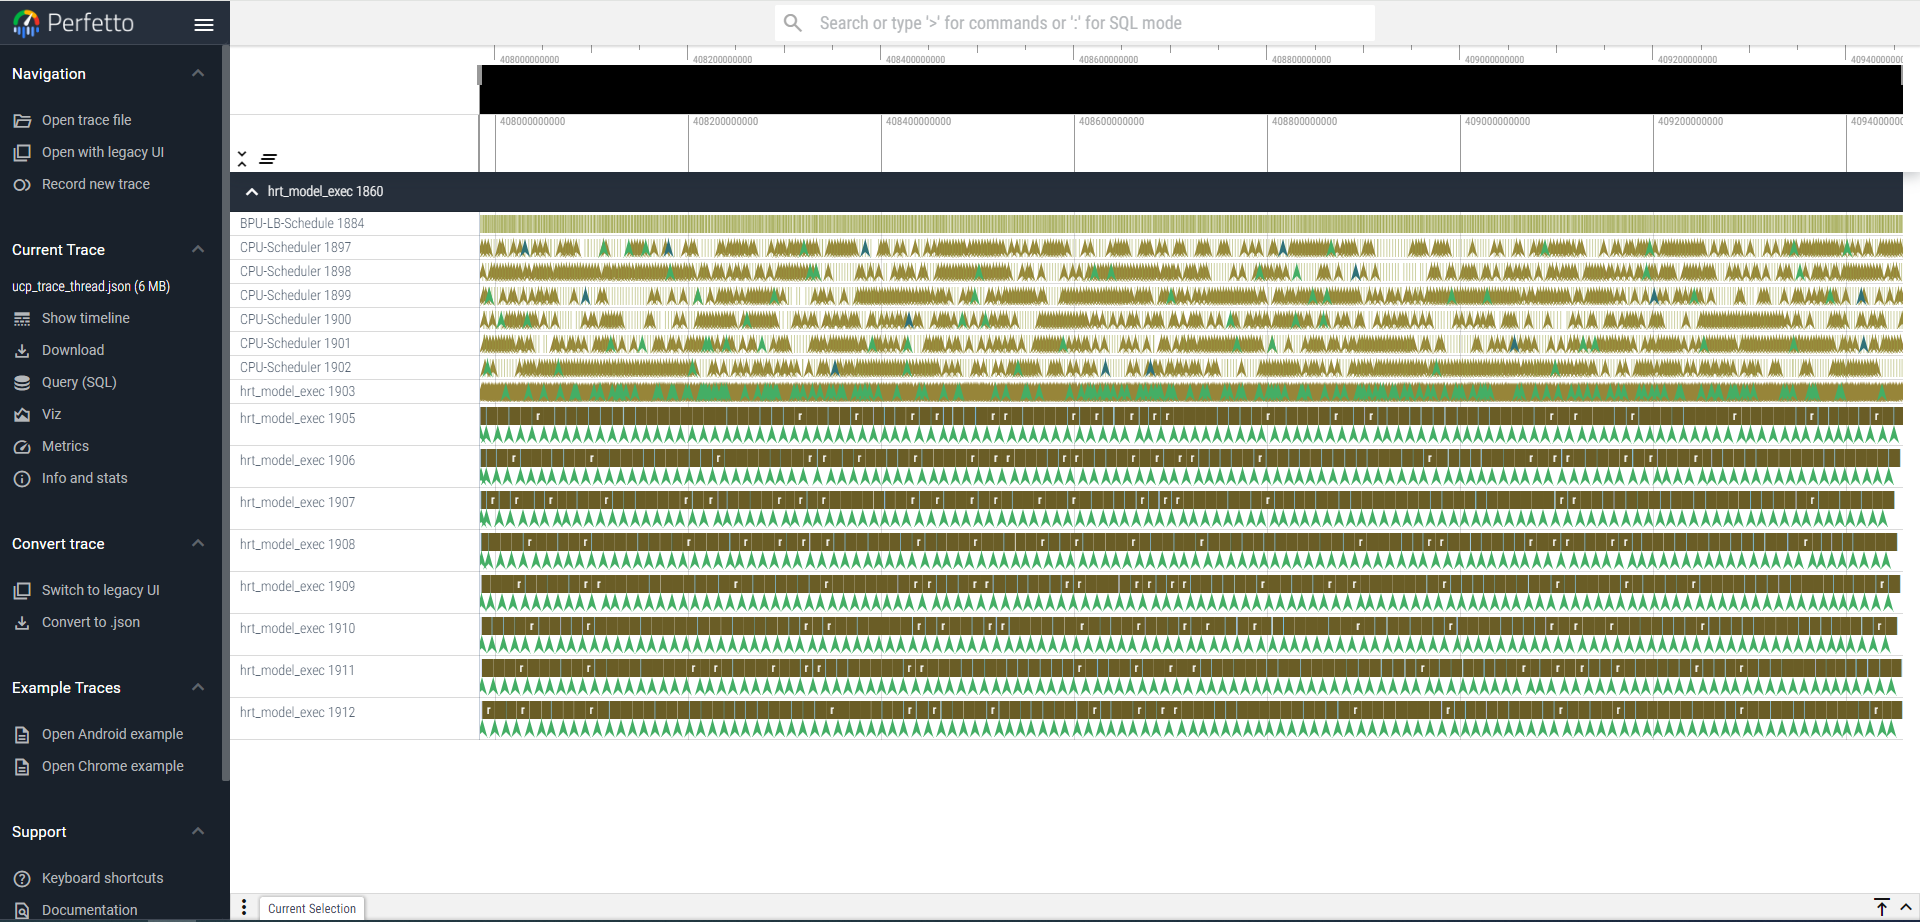 Perfetto
Search or type '>' for commands or ':' for SQL mode
Navigation
Open trace file
Open with legacy UI
Record new trace
Current Trace
ucp_trace_thread.json (6 MB)
Show timeline
Download
Query (SQL)
Viz
Metrics
Info and stats
Convert trace
Switch to legacy UI
Convert to .json
Example Traces
Open Android example
Open Chrome example
Support
Keyboard shortcuts
Documentation
408000000000 408200000000 408400000000 408600000000 408800000000 409000000000 409200000000
408000000000 408200000000 408400000000 408600000000 408800000000 409000000000 409200000000
hrt_model_exec 1860
BPU-LB-Schedule 1884
CPU-Scheduler 1897
CPU-Scheduler 1898
CPU-Scheduler 1899
CPU-Scheduler 1900
CPU-Scheduler 1901
CPU-Scheduler 1902
hrt_model_exec 1903
hrt_model_exec 1905
hrt_model_exec 1906
hrt_model_exec 1907
hrt_model_exec 1908
hrt_model_exec 1909
hrt_model_exec 1910
hrt_model_exec 1911
hrt_model_exec 1912
Current Selection